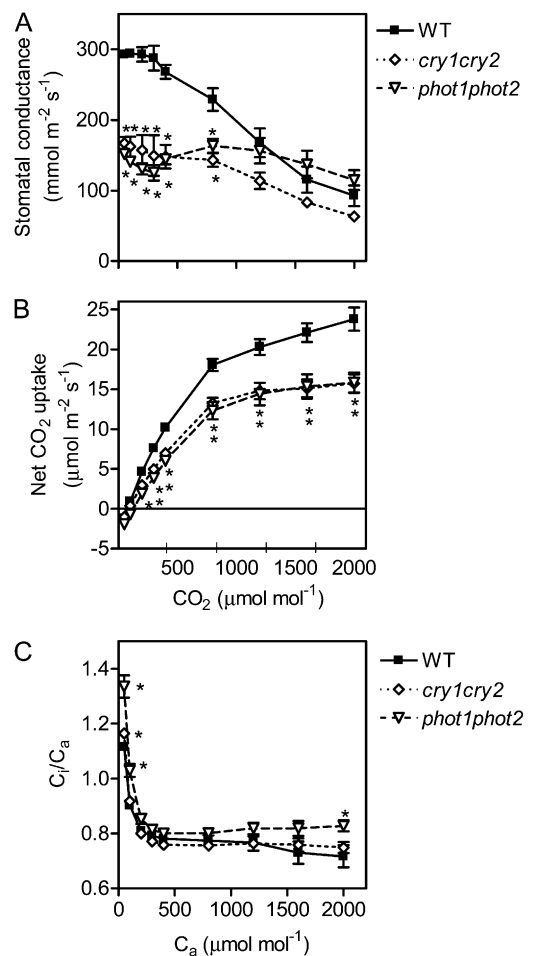 A
WT
cry1cry2
phot1phot2
Stomatal conductance
(mmol m⁻² s⁻¹)
300
200
100
0
** * *
*
*
* * * * *
*
B
Net CO₂ uptake
(μmol m⁻² s⁻¹)
25
20
15
10
5
0
-5
* * * *
* * * *
* * *
* *
500 1000 1500 2000
CO₂ (μmol mol⁻¹)
C
WT
cry1cry2
phot1phot2
Cᵢ/Cₐ
1.4
1.2
1.0
0.8
0.6
*
*
*
*
0 500 1000 1500 2000
Cₐ (μmol mol⁻¹)